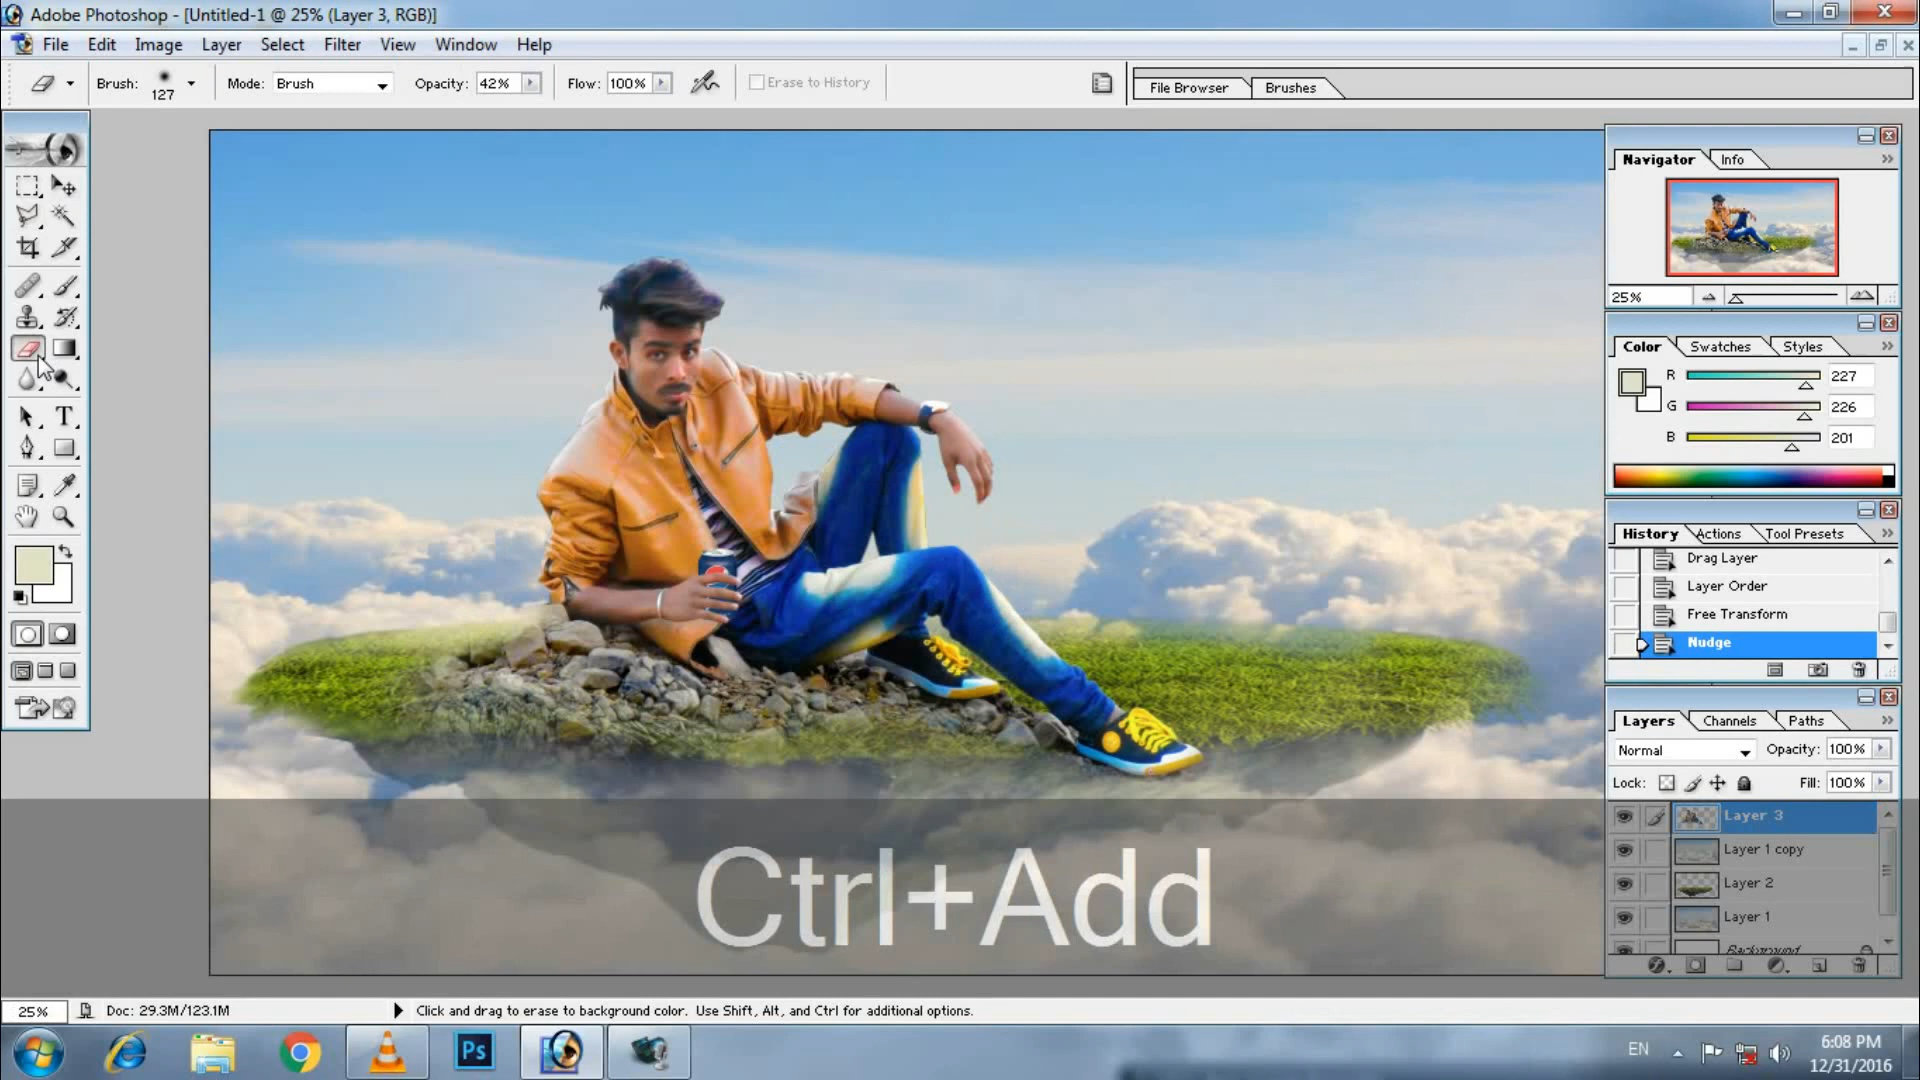 Adobe Photoshop - [Untitled-1 @ 25% (Layer 3, RGB)]
File Edit Image Layer Select Filter View Window Help
Brush: 127 Mode: Brush Opacity: 42% Flow: 100% Erase to History File Browser Brushes
Navigator Info
25%
Color Swatches Styles
R 227
G 226
B 201
T
History Actions Tool Presets
Drag Layer
Layer Order
Free Transform
Nudge
Layers Channels Paths
Normal Opacity: 100%
Lock: Fill: 100%
Layer 3
Layer 1 copy
Layer 2
Layer 1
Background
Ctrl+Add
25% Doc: 29.3M/123.1M Click and drag to erase to background color. Use Shift, Alt, and Ctrl for additional options.
Ps
EN
6:08 PM
12/31/2016